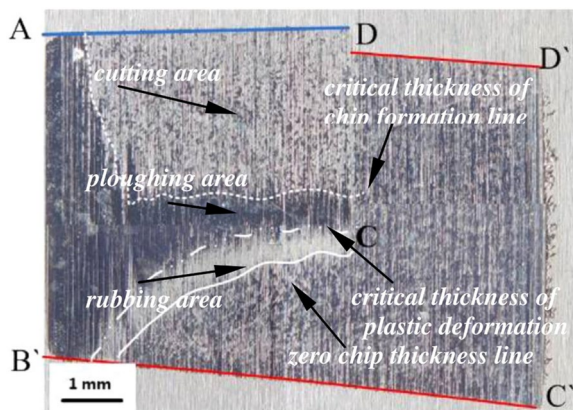 A
D
D`
cutting area
critical thickness of
chip formation line
ploughing area
C
rubbing area
critical thickness of
plastic deformation
zero chip thickness line
B`
1 mm
C`